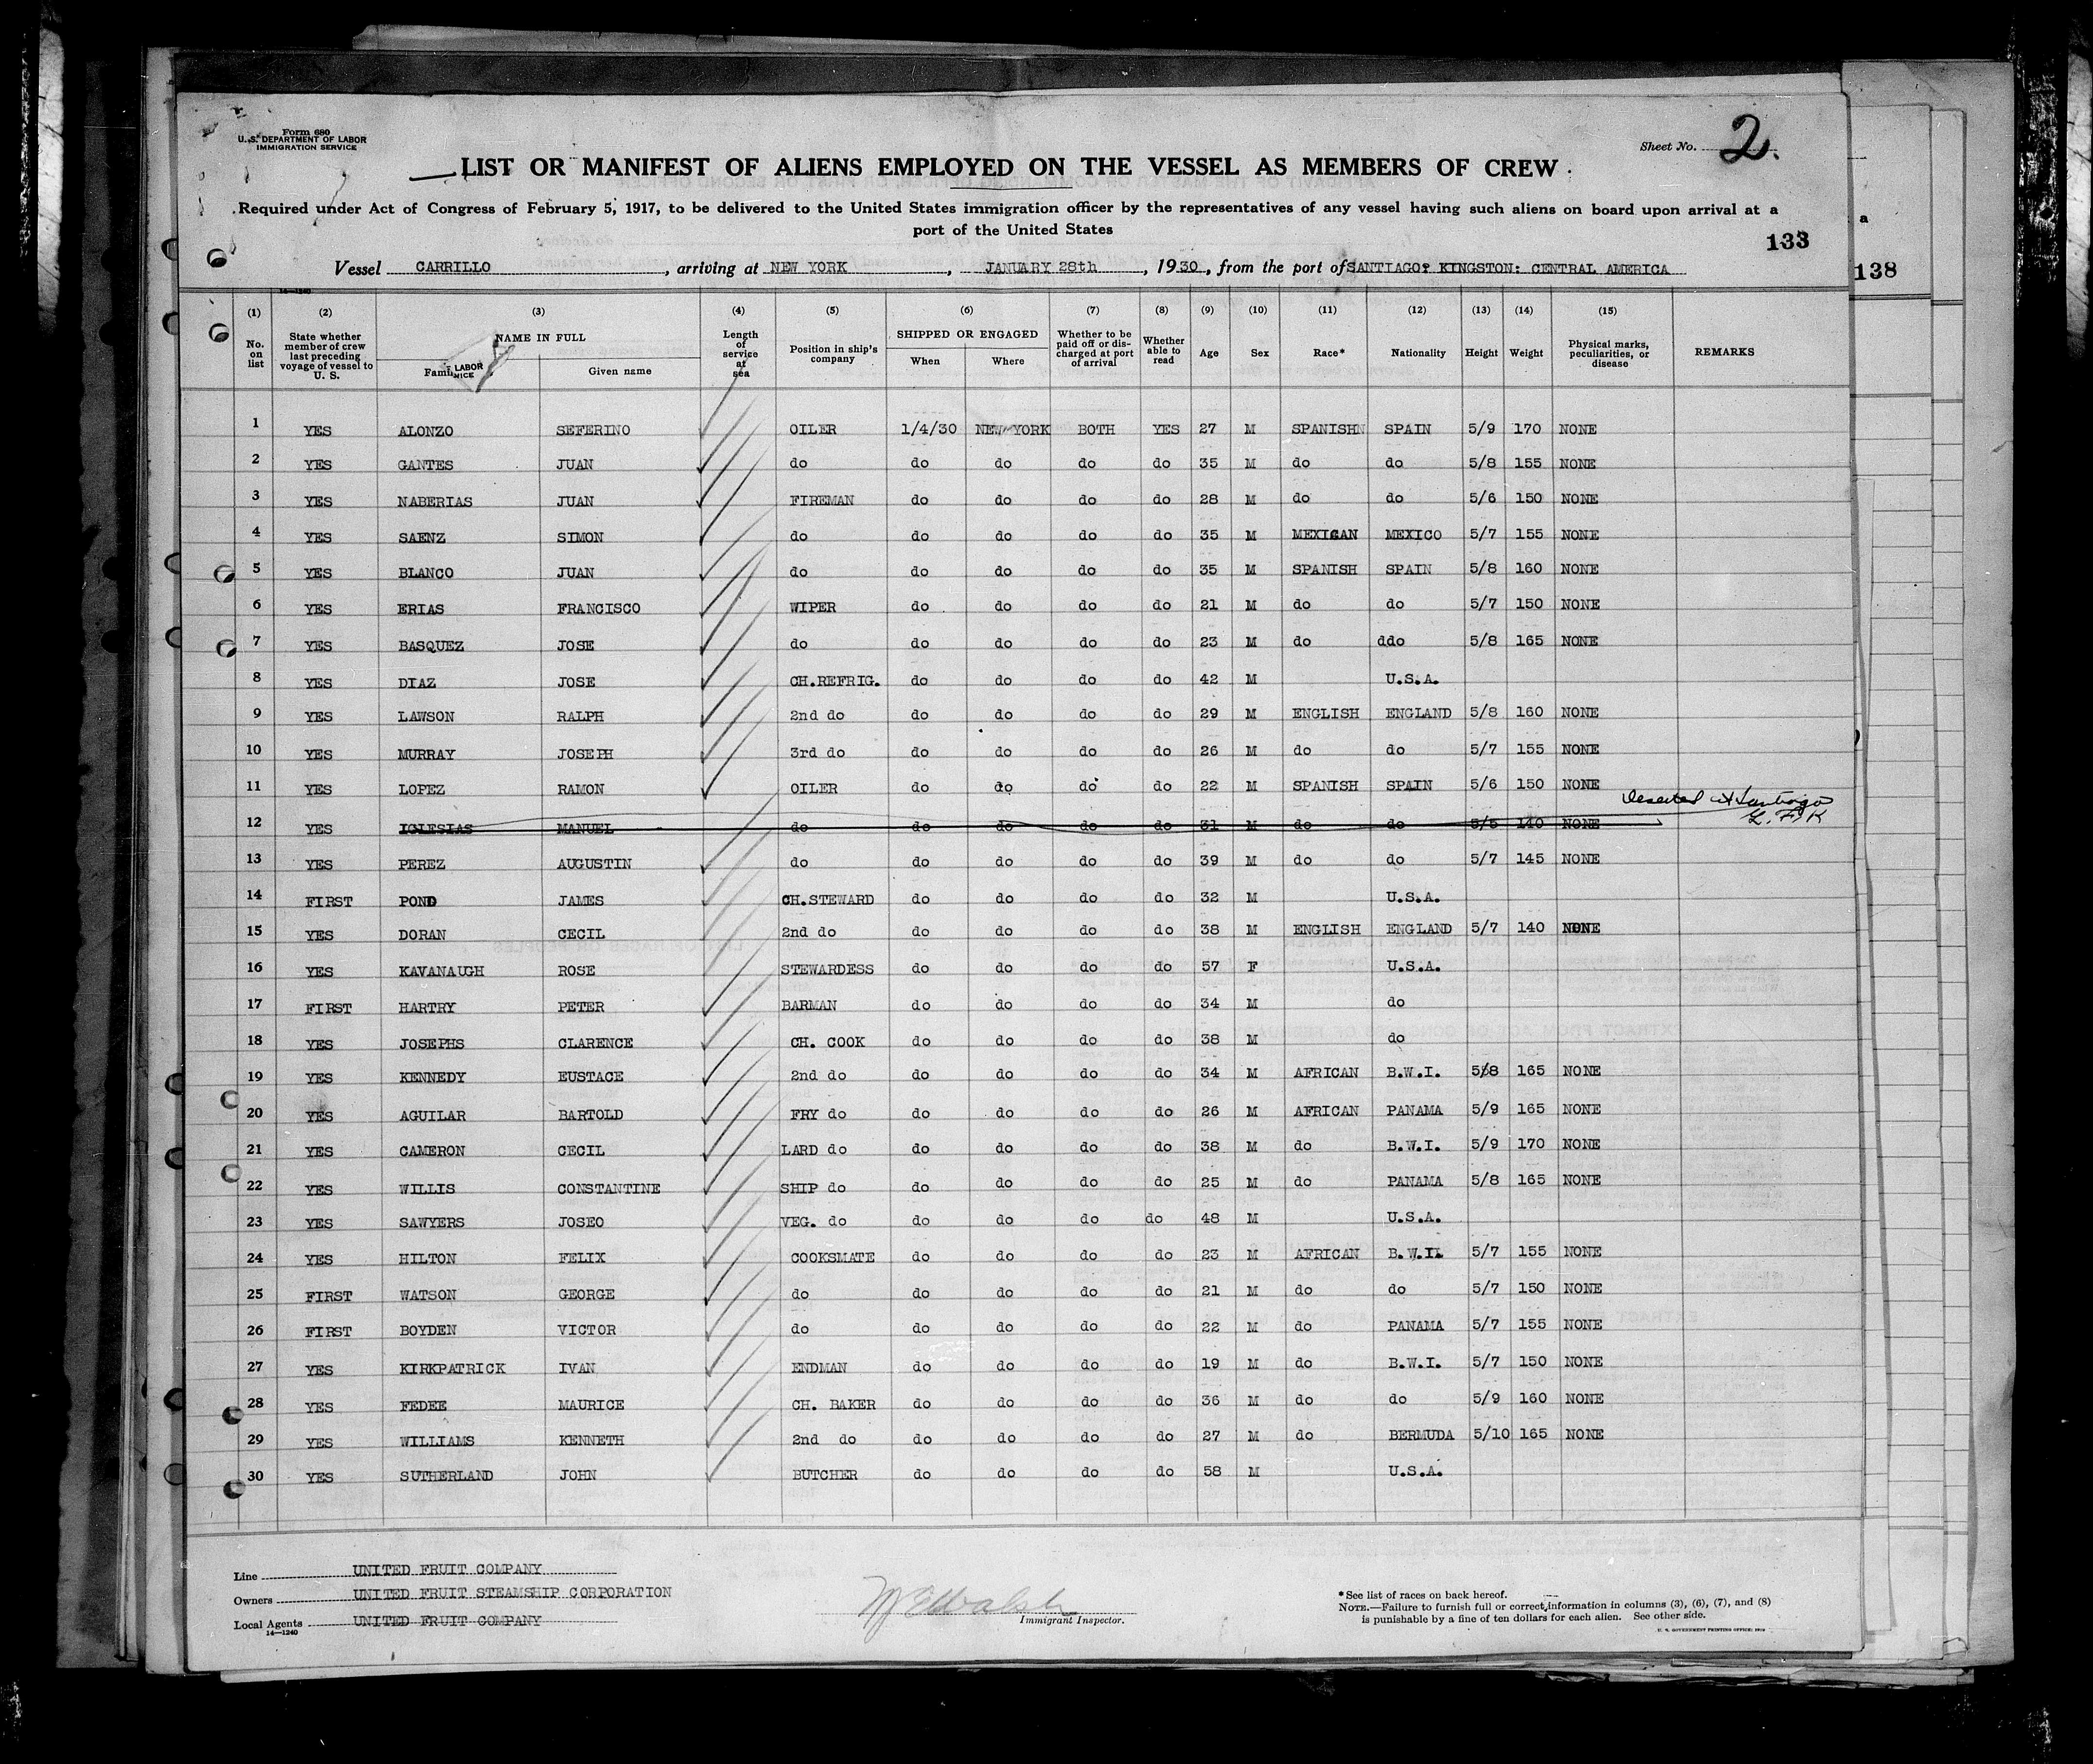 Form 680
U. S. DEPARTMENT OF LABOR
IMMIGRATION SERVICE
Sheet No. 2.
LIST OR MANIFEST OF ALIENS EMPLOYED ON THE VESSEL AS MEMBERS OF CREW
Required under Act of Congress of February 5, 1917, to be delivered to the United States immigration officer by the representatives of any vessel having such aliens on board upon arrival at a
port of the United States
a
133
138
Vessel CARRILLO, arriving at NEW YORK, JANUARY 28th, 1930, from the port of SANTIAGO: KINGSTON: CENTRAL AMERICA
14—1240
(1) (2) (3) (4) (5) (6) (7) (8) (9) (10) (11) (12) (13) (14) (15)
No. on list State whether member of crew last preceding voyage of vessel to U. S. NAME IN FULL Length of service at sea Position in ship's company SHIPPED OR ENGAGED Whether to be paid off or discharged at port of arrival Whether able to read Age Sex Race* Nationality Height Weight Physical marks, peculiarities, or disease REMARKS
Given name When Where
1 YES ALONZO SEFERINO OILER 1/4/30 NEW YORK BOTH YES 27 M SPANISHN SPAIN 5/9 170 NONE
2 YES GANTES JUAN do do do do do 35 M do do 5/8 155 NONE
3 YES NABERIAS JUAN FIREMAN do do do do 28 M do do 5/6 150 NONE
4 YES SAENZ SIMON do do do do do 35 M MEXICAN MEXICO 5/7 155 NONE
5 YES BLANCO JUAN do do do do do 35 M SPANISH SPAIN 5/8 160 NONE
6 YES ERIAS FRANCISCO WIPER do do do do 21 M do do 5/7 150 NONE
7 YES BASQUEZ JOSE do do do do do 23 M do ddo 5/8 165 NONE
8 YES DIAZ JOSE CH.REFRIG. do do do do 42 M U.S.A.
9 YES LAWSON RALPH 2nd do do do do do 29 M ENGLISH ENGLAND 5/8 160 NONE
10 YES MURRAY JOSEPH 3rd do do do do do 26 M do do 5/7 155 NONE
11 YES LOPEZ RAMON OILER do do do do 22 M SPANISH SPAIN 5/6 150 NONE
12 YES IGLESIAS MANUEL do do do do do 31 M do do 5/5 140 NONE Deserted at Santiago
13 YES PEREZ AUGUSTIN do do do do do 39 M do do 5/7 145 NONE
14 FIRST POND JAMES CH.STEWARD do do do do 32 M U.S.A.
15 YES DORAN CECIL 2nd do do do do do 38 M ENGLISH ENGLAND 5/7 140 NONE
16 YES KAVANAUGH ROSE STEWARDESS do do do do 57 F U.S.A.
17 FIRST HARTRY PETER BARMAN do do do do 34 M do
18 YES JOSEPHS CLARENCE CH. COOK do do do do 38 M do
19 YES KENNEDY EUSTACE 2nd do do do do do 34 M AFRICAN B.W.I. 5/8 165 NONE
20 YES AGUILAR BARTOLD FRY do do do do do 26 M AFRICAN PANAMA 5/9 165 NONE
21 YES CAMERON CECIL LARD do do do do do 38 M do B.W.I. 5/9 170 NONE
22 YES WILLIS CONSTANTINE SHIP do do do do do 25 M do PANAMA 5/8 165 NONE
23 YES SAWYERS JOSEO VEG. do do do do do 48 M U.S.A.
24 YES HILTON FELIX COOKSMATE do do do do 23 M AFRICAN B.W.I. 5/7 155 NONE
25 FIRST WATSON GEORGE do do do do do 21 M do do 5/7 150 NONE
26 FIRST BOYDEN VICTOR do do do do do 22 M do PANAMA 5/7 155 NONE
27 YES KIRKPATRICK IVAN ENDMAN do do do do 19 M do B.W.I. 5/7 150 NONE
28 YES FEDEE MAURICE CH. BAKER do do do do 36 M do do 5/9 160 NONE
29 YES WILLIAMS KENNETH 2nd do do do do do 27 M do BERMUDA 5/10 165 NONE
30 YES SUTHERLAND JOHN BUTCHER do do do do 58 M U.S.A.
Line UNITED FRUIT COMPANY
Owners UNITED FRUIT STEAMSHIP CORPORATION
Local Agents UNITED FRUIT COMPANY
14—1240
Immigrant Inspector.
* See list of races on back hereof.
NOTE.—Failure to furnish full or correct information in columns (3), (6), (7), and (8)
is punishable by a fine of ten dollars for each alien. See other side.